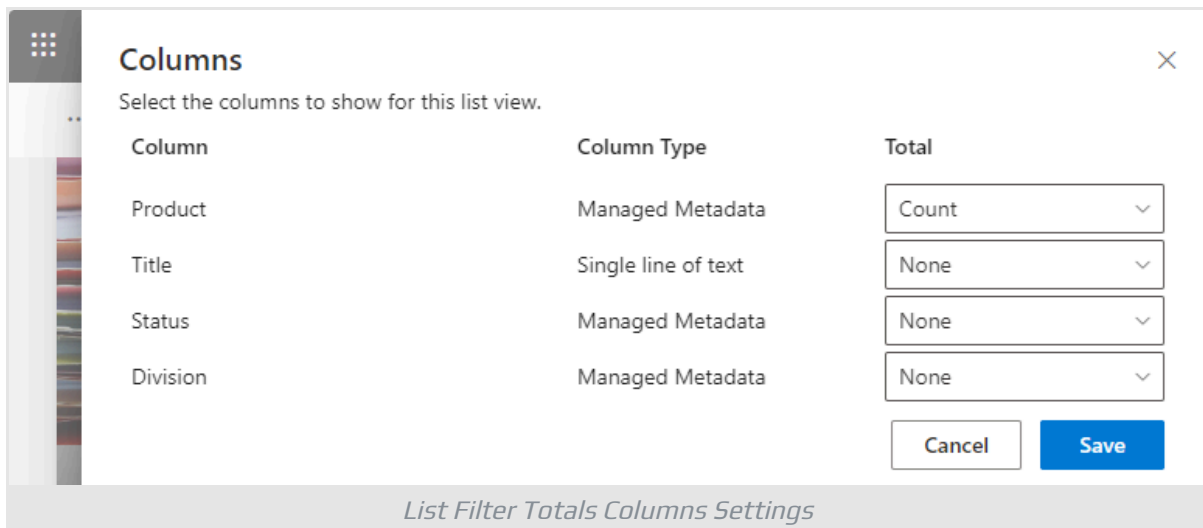 Columns
Select the columns to show for this list view.
Column Column Type Total
Product Managed Metadata Count
Title Single line of text None
Status Managed Metadata None
Division Managed Metadata None
Cancel Save
List Filter Totals Columns Settings